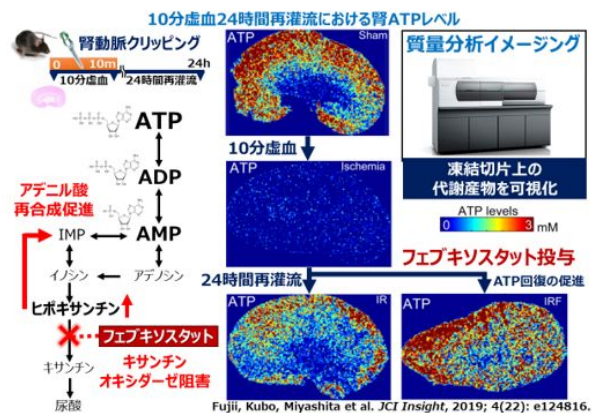 10分虚血24時間再灌流における腎ATPレベル
腎動脈クリッピング
0 10m 24h
10分虚血 24時間再灌流
ATP
ADP
AMP
アデニル酸
再合成促進
IMP
イノシン
アデノシン
ヒポキサンチン
フェブキソスタット
キサンチン
オキシダーゼ阻害
キサンチン
尿酸
ATP Sham
10分虚血
ATP Ischemia
24時間再灌流
ATP IR
質量分析イメージング
凍結切片上の
代謝産物を可視化
ATP levels
0 3 mM
フェブキソスタット投与
ATP回復の促進
ATP IRF
Fujii, Kubo, Miyashita et al. JCI Insight, 2019; 4(22): e124816.